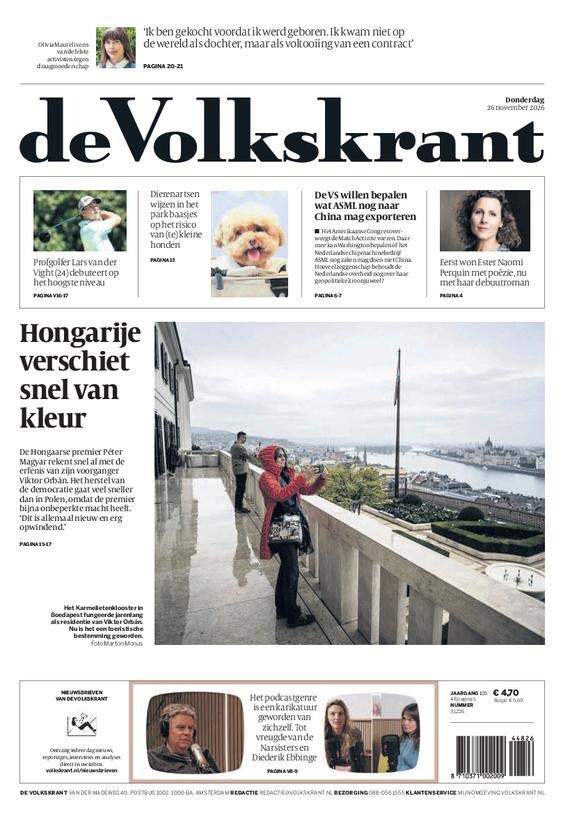 Olivia Maurel is een
van de felste
activisten tegen
draagmoederschap
‘Ik ben gekocht voordat ik werd geboren. Ik kwam niet op
de wereld als dochter, maar als voltooiing van een contract’
PAGINA 20-21
Donderdag
26 november 2026
de Volkskrant
Profgolfer Lars van der
Vight (24) debuteert op
het hoogste niveau
PAGINA V16-17
Dierenartsen
wijzen in het
park baasjes
op het risico
van (te) kleine
honden
PAGINA 13
De VS willen bepalen
wat ASML nog naar
China mag exporteren
■ Het Amerikaanse Congres over-
weegt de Match Act in te voeren. Daar-
mee kan Washington bepalen of het
Nederlandse chipmachinebedrijf
ASML nog zaken mag doen met China.
Hoeveel zeggenschap behoudt de
Nederlandse overheid nog over haar
geopolitieke kroonjuweel?
PAGINA 6-7
Eerst won Ester Naomi
Perquin met poëzie, nu
met haar debuutroman
PAGINA 4
Hongarije
verschiet
snel van
kleur
De Hongaarse premier Péter
Magyar rekent snel af met de
erfenis van zijn voorganger
Viktor Orbán. Het herstel van
de democratie gaat veel sneller
dan in Polen, omdat de premier
bijna onbeperkte macht heeft.
‘Dit is allemaal nieuw en erg
opwindend.’
PAGINA 15-17
Het Karmelietenklooster in
Boedapest fungeerde jarenlang
als residentie van Viktor Orbán.
Nu is het een toeristische
bestemming geworden.
Foto Marton Monus
NIEUWSBRIEVEN
VAN DE VOLKSKRANT
Ontvang iedere dag nieuws,
reportages, interviews en analyses
direct in uw inbox.
volkskrant.nl/nieuwsbrieven
Het podcastgenre
is een karikatuur
geworden van
zichzelf. Tot
vreugde van de
Narsisters en
Diederik Ebbinge
PAGINA V8-9
JAARGANG 105
48 pagina's
NUMMER
31226
€ 4,70
België € 5,60
44826
8 710371 002009
DE VOLKSKRANT VAN DER MADEWEG 40, POSTBUS 1002, 1000 BA, AMSTERDAM REDACTIE REDACTIE@VOLKSKRANT.NL BEZORGING 088-0561555 KLANTENSERVICE MIJNOMGEVING.VOLKSKRANT.NL